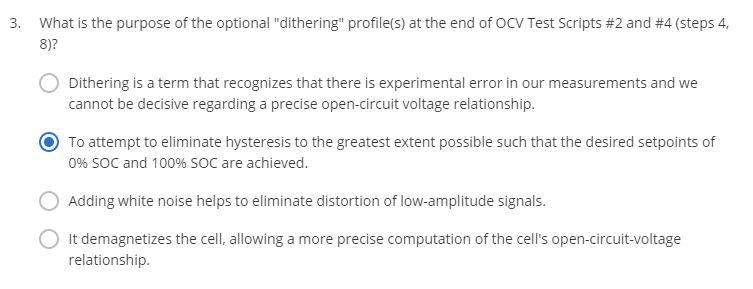 3. What is the purpose of the optional "dithering" profile(s) at the end of OCV Test Scripts #2 and #4 (steps 4,
8)?
Dithering is a term that recognizes that there is experimental error in our measurements and we
cannot be decisive regarding a precise open-circuit voltage relationship.
To attempt to eliminate hysteresis to the greatest extent possible such that the desired setpoints of
0% SOC and 100% SOC are achieved.
Adding white noise helps to eliminate distortion of low-amplitude signals.
It demagnetizes the cell, allowing a more precise computation of the cell's open-circuit-voltage
relationship.